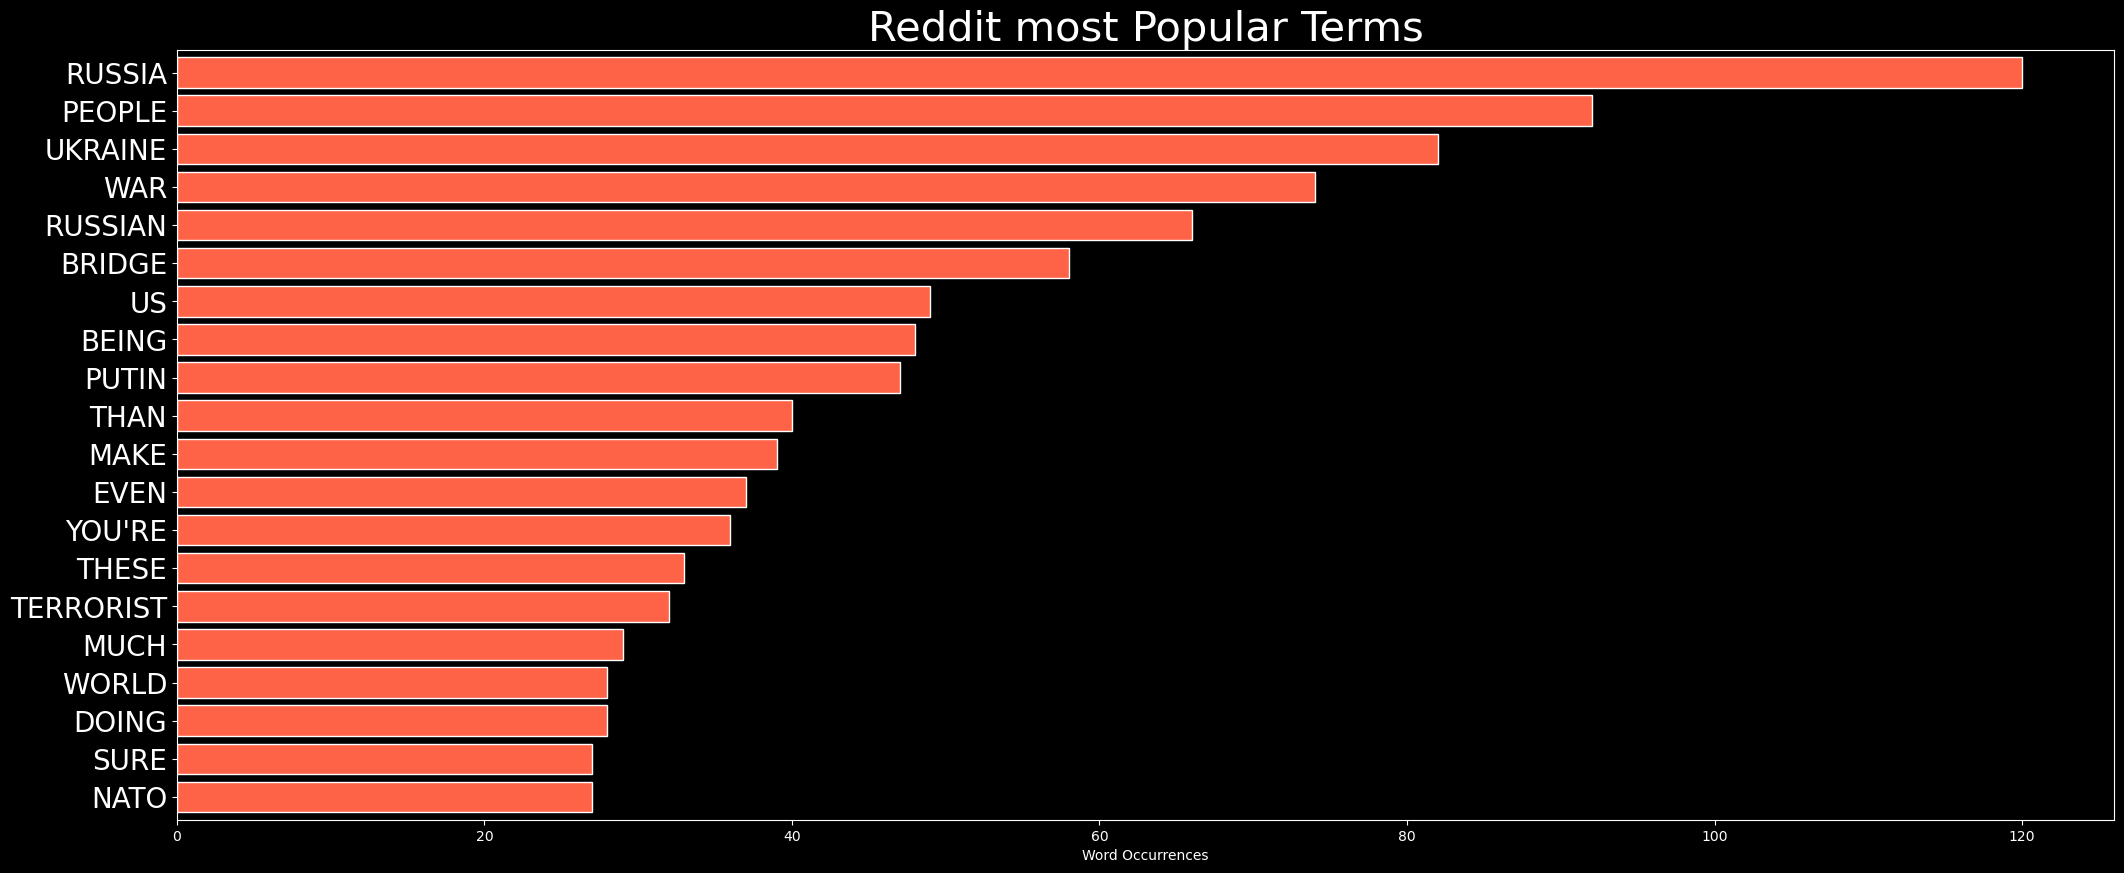 Reddit most Popular Terms
RUSSIA
PEOPLE
UKRAINE
WAR
RUSSIAN
BRIDGE
US
BEING
PUTIN
THAN
MAKE
EVEN
YOU'RE
THESE
TERRORIST
MUCH
WORLD
DOING
SURE
NATO
0 20 40 60 80 100 120
Word Occurrences